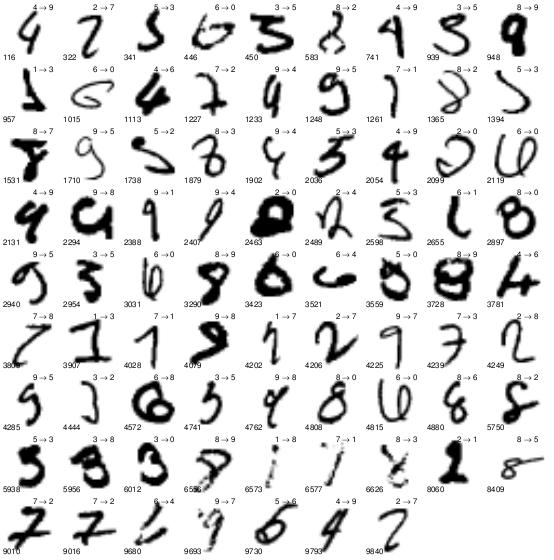 4→9 2→7 5→3 6→0 3→5 8→2 4→9 3→5 8→9
116 322 341 446 450 583 741 939 948
1→3 6→0 4→6 7→2 9→4 9→5 7→1 8→2 5→3
957 1015 1113 1227 1233 1248 1261 1365 1394
8→7 9→5 5→2 8→3 9→4 5→3 4→9 2→0 6→0
1531 1710 1738 1879 1902 2036 2054 2099 2119
4→9 9→8 9→1 9→4 2→0 2→4 5→3 6→1 8→0
2131 2294 2388 2407 2463 2489 2598 2655 2897
9→5 3→5 6→0 8→9 6→0 6→4 5→0 8→9 4→6
2940 2954 3031 3290 3423 3521 3559 3728 3781
7→8 1→3 7→1 9→8 1→7 2→7 9→7 7→3 2→8
3907 4028 4079 4202 4206 4225 4239 4249
9→5 3→2 6→8 3→5 9→8 8→0 6→0 8→6 8→2
4285 4444 4572 4741 4762 4808 4815 4880 5750
5→3 3→8 3→0 8→9 1→8 7→1 8→3 2→1 8→5
5938 5956 6012 6573 6577 6626 8060 8409
7→2 7→2 6→4 9→7 5→6 4→9 2→7
9010 9016 9680 9693 9730 9793 9840